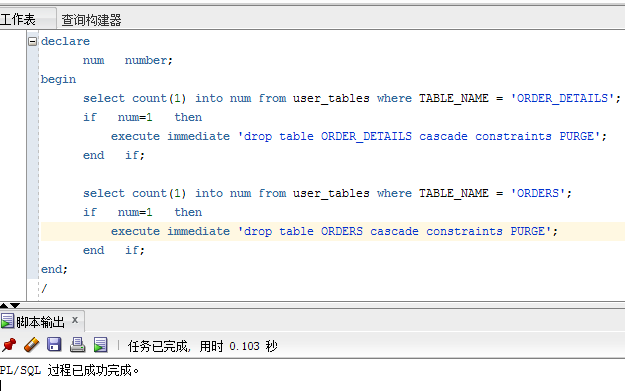 工作表 查询构建器
declare
num number;
begin
select count(1) into num from user_tables where TABLE_NAME = 'ORDER_DETAILS';
if num=1 then
execute immediate 'drop table ORDER_DETAILS cascade constraints PURGE';
end if;
select count(1) into num from user_tables where TABLE_NAME = 'ORDERS';
if num=1 then
execute immediate 'drop table ORDERS cascade constraints PURGE';
end if;
end;
/
脚本输出 x
任务已完成, 用时 0.103 秒
PL/SQL 过程已成功完成。